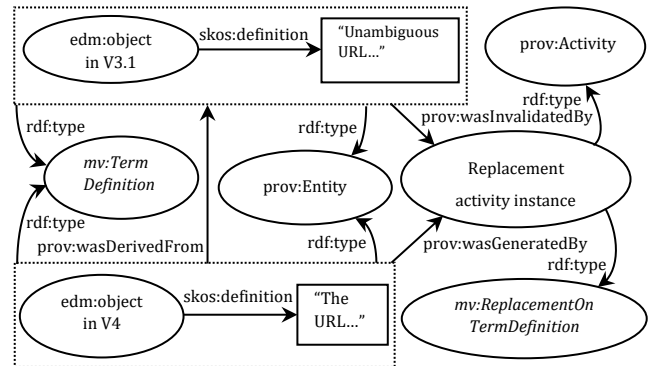 edm:object
in V3.1
skos:definition
“Unambiguous
URL...”
prov:Activity
rdf:type
prov:wasInvalidatedBy
rdf:type
rdf:type
mv:Term
Definition
prov:Entity
Replacement
activity instance
rdf:type
prov:wasDerivedFrom
rdf:type
prov:wasGeneratedBy
rdf:type
edm:object
in V4
skos:definition
“The
URL...”
mv:ReplacementOn
TermDefinition